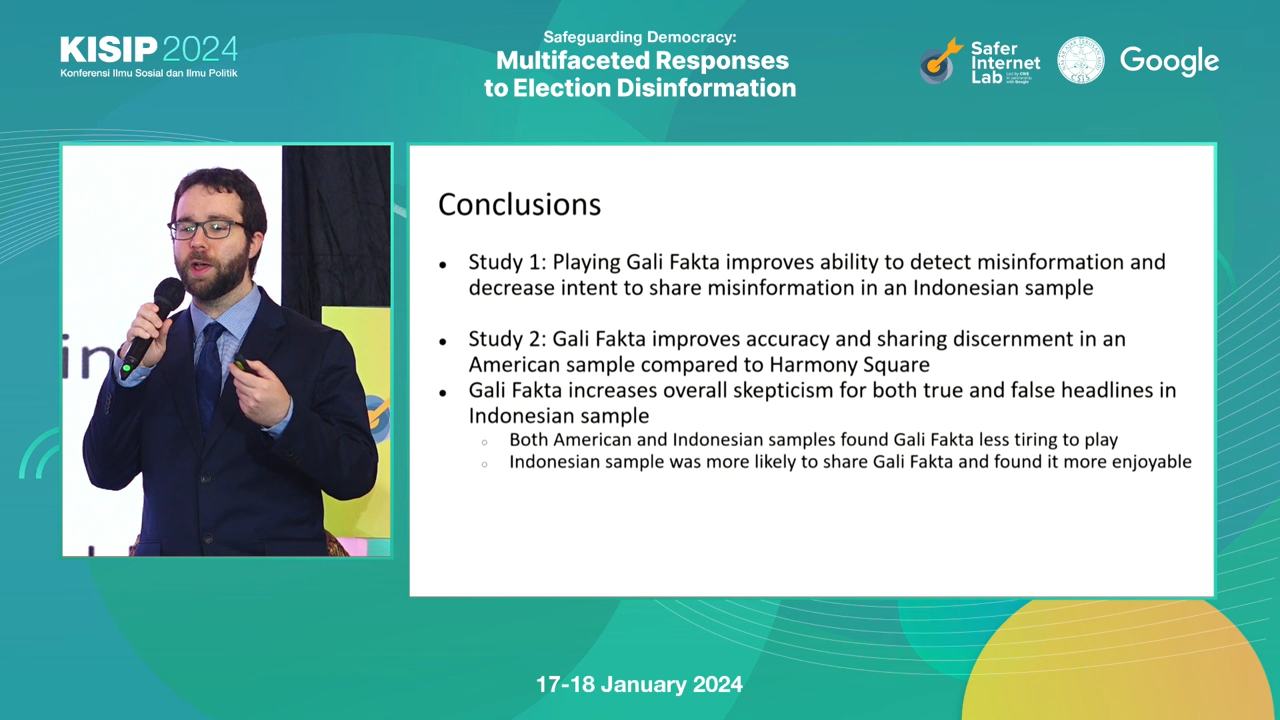 KISIP 2024
Konferensi Ilmu Sosial dan Ilmu Politik
Safeguarding Democracy:
Multifaceted Responses
to Election Disinformation
Safer
Internet
Lab
Google
Conclusions
Study 1: Playing Gali Fakta improves ability to detect misinformation and
decrease intent to share misinformation in an Indonesian sample
Study 2: Gali Fakta improves accuracy and sharing discernment in an
American sample compared to Harmony Square
Gali Fakta increases overall skepticism for both true and false headlines in
Indonesian sample
Both American and Indonesian samples found Gali Fakta less tiring to play
Indonesian sample was more likely to share Gali Fakta and found it more enjoyable
in
17-18 January 2024